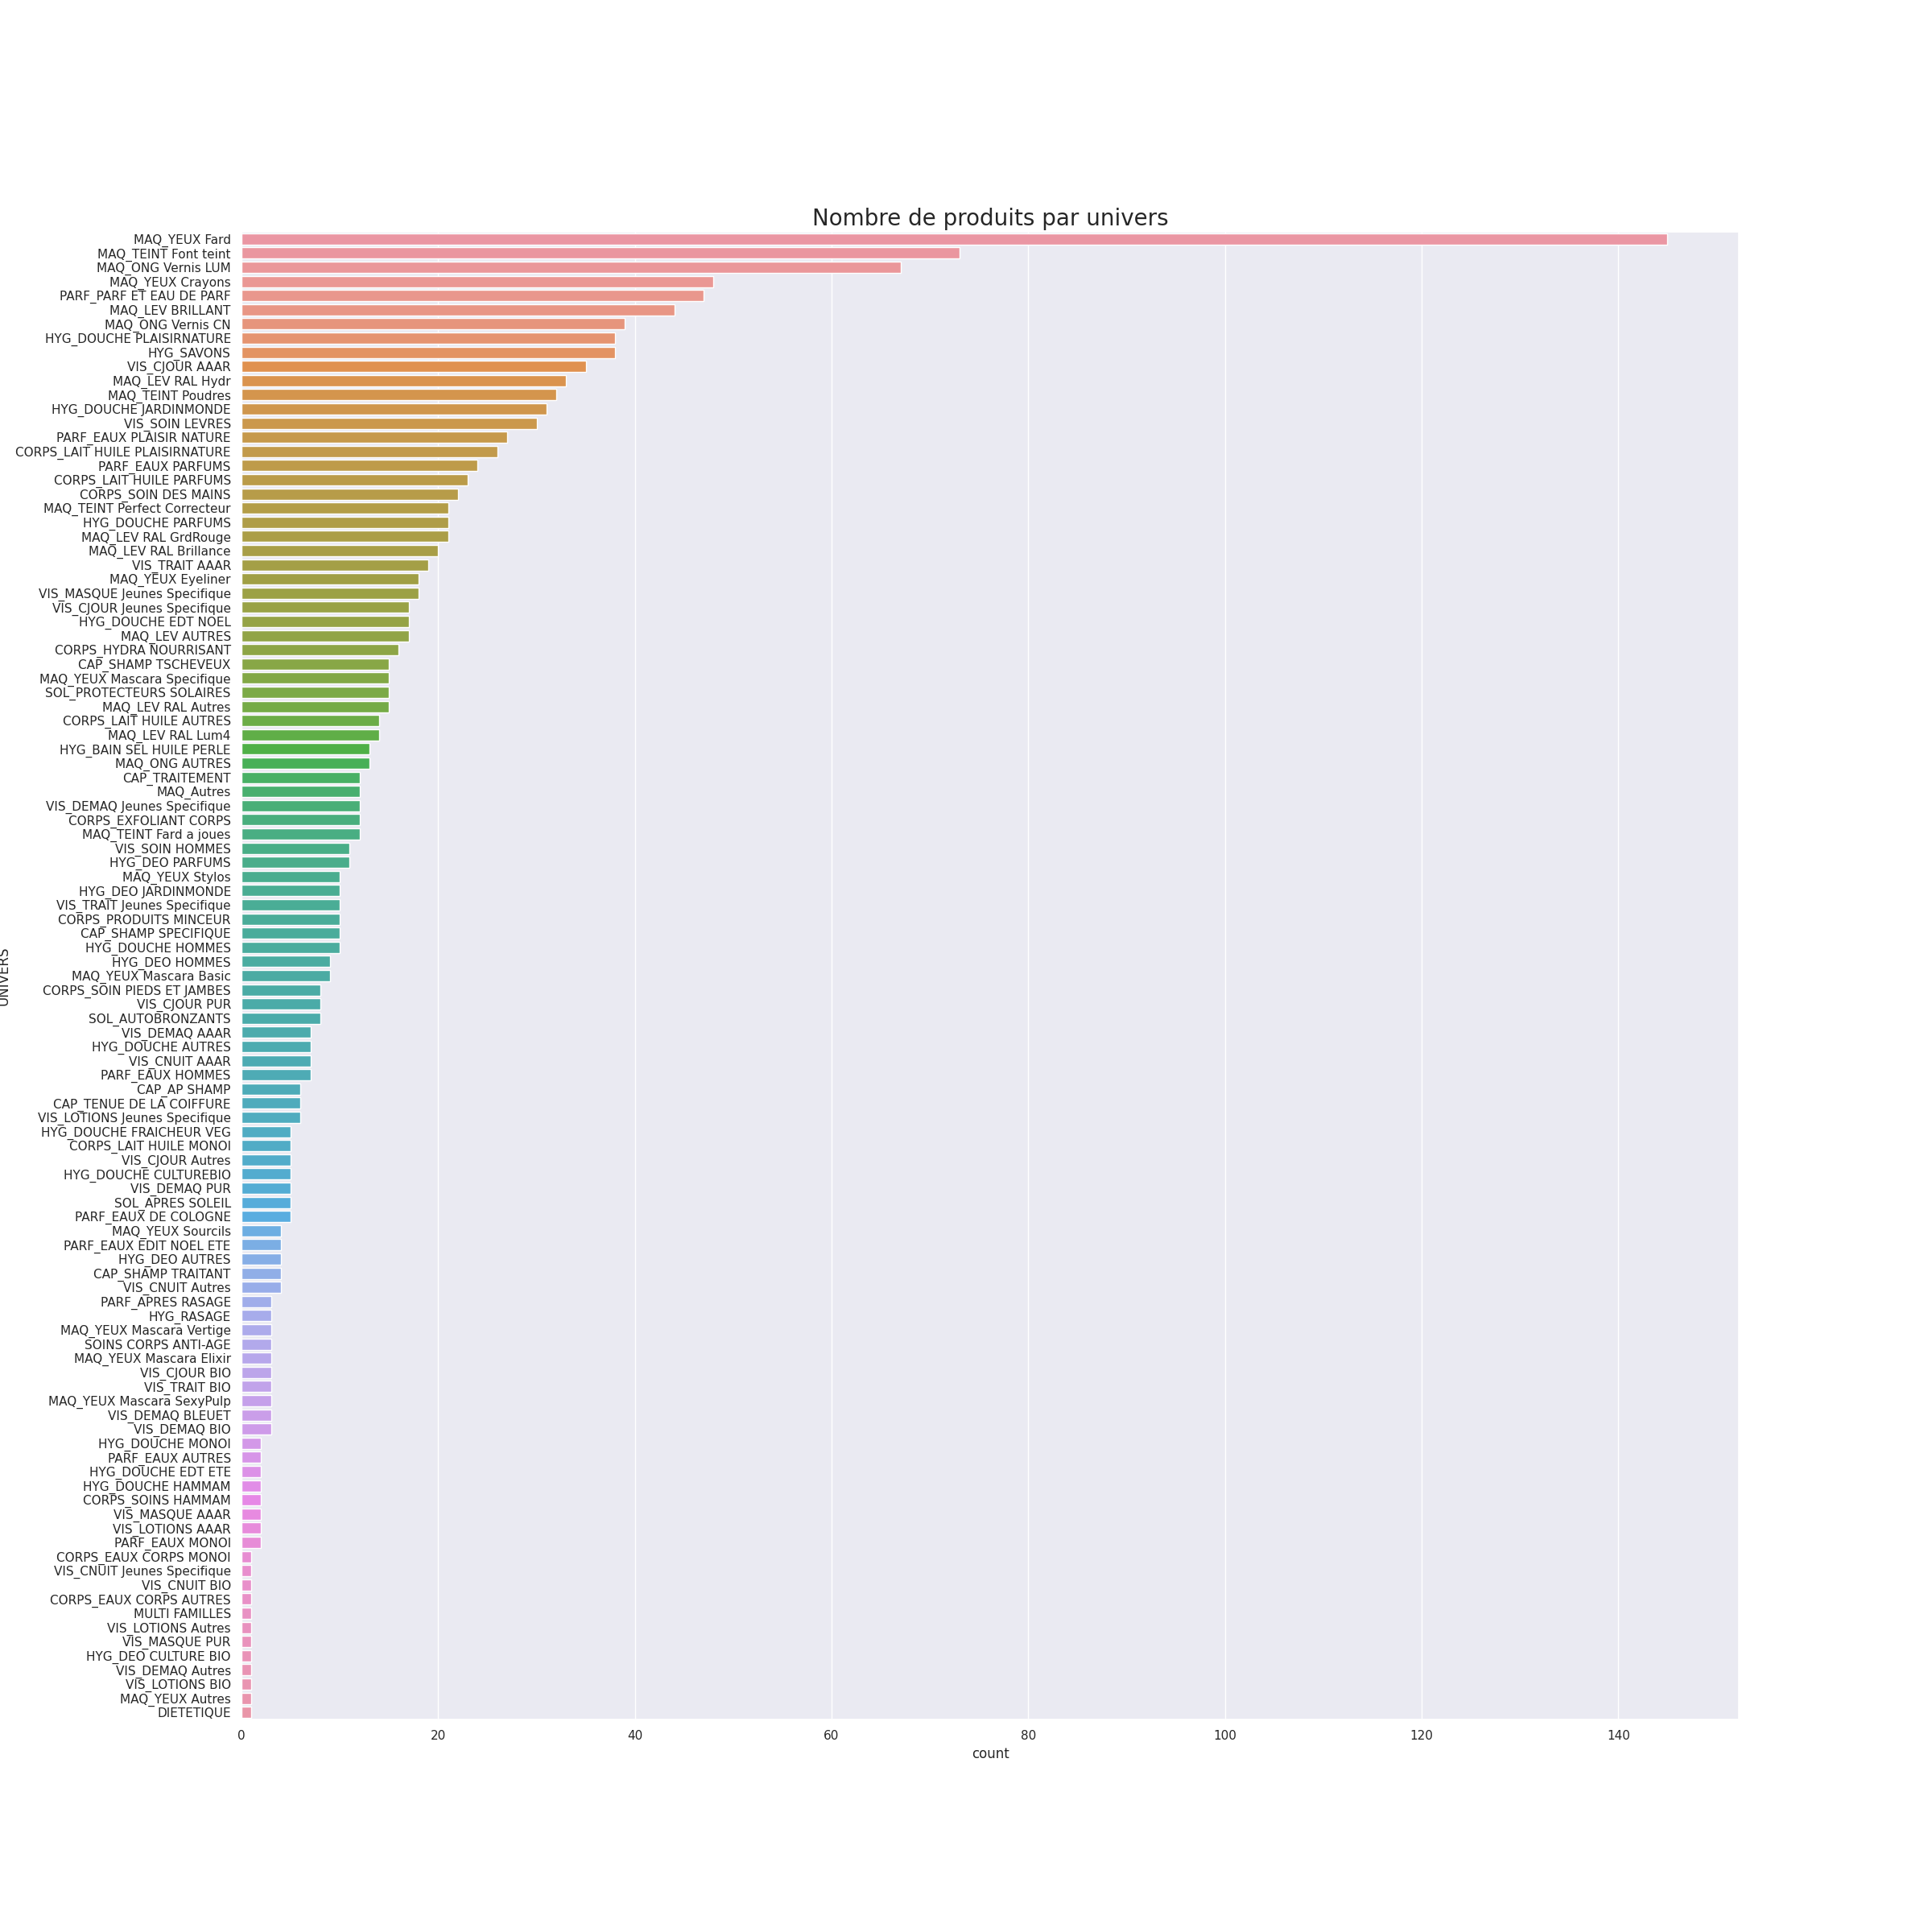 Nombre de produits par univers
MAQ_YEUX Fard
MAQ_TEINT Font teint
MAQ_ONG Vernis LUM
MAQ_YEUX Crayons
PARF_PARF ET EAU DE PARF
MAQ_LEV BRILLANT
MAQ_ONG Vernis CN
HYG_DOUCHE PLAISIRNATURE
HYG_SAVONS
VIS_CJOUR AAAR
MAQ_LEV RAL Hydr
MAQ_TEINT Poudres
HYG_DOUCHE JARDINMONDE
VIS_SOIN LEVRES
PARF_EAUX PLAISIR NATURE
CORPS_LAIT HUILE PLAISIRNATURE
PARF_EAUX PARFUMS
CORPS_LAIT HUILE PARFUMS
CORPS_SOIN DES MAINS
MAQ_TEINT Perfect Correcteur
HYG_DOUCHE PARFUMS
MAQ_LEV RAL GrdRouge
MAQ_LEV RAL Brillance
VIS_TRAIT AAAR
MAQ_YEUX Eyeliner
VIS_MASQUE Jeunes Specifique
VIS_CJOUR Jeunes Specifique
HYG_DOUCHE EDT NOEL
MAQ_LEV AUTRES
CORPS_HYDRA NOURRISANT
CAP_SHAMP TSCHEVEUX
MAQ_YEUX Mascara Specifique
SOL_PROTECTEURS SOLAIRES
MAQ_LEV RAL Autres
CORPS_LAIT HUILE AUTRES
MAQ_LEV RAL Lum4
HYG_BAIN SEL HUILE PERLE
MAQ_ONG AUTRES
CAP_TRAITEMENT
MAQ_Autres
VIS_DEMAQ Jeunes Specifique
CORPS_EXFOLIANT CORPS
MAQ_TEINT Fard a joues
VIS_SOIN HOMMES
HYG_DEO PARFUMS
MAQ_YEUX Stylos
HYG_DEO JARDINMONDE
VIS_TRAIT Jeunes Specifique
CORPS_PRODUITS MINCEUR
CAP_SHAMP SPECIFIQUE
HYG_DOUCHE HOMMES
HYG_DEO HOMMES
MAQ_YEUX Mascara Basic
CORPS_SOIN PIEDS ET JAMBES
VIS_CJOUR PUR
SOL_AUTOBRONZANTS
VIS_DEMAQ AAAR
HYG_DOUCHE AUTRES
VIS_CNUIT AAAR
PARF_EAUX HOMMES
CAP_AP SHAMP
CAP_TENUE DE LA COIFFURE
VIS_LOTIONS Jeunes Specifique
HYG_DOUCHE FRAICHEUR VEG
CORPS_LAIT HUILE MONOI
VIS_CJOUR Autres
HYG_DOUCHE CULTUREBIO
VIS_DEMAQ PUR
SOL_APRES SOLEIL
PARF_EAUX DE COLOGNE
MAQ_YEUX Sourcils
PARF_EAUX EDIT NOEL ETE
HYG_DEO AUTRES
CAP_SHAMP TRAITANT
VIS_CNUIT Autres
PARF_APRES RASAGE
HYG_RASAGE
MAQ_YEUX Mascara Vertige
SOINS CORPS ANTI-AGE
MAQ_YEUX Mascara Elixir
VIS_CJOUR BIO
VIS_TRAIT BIO
MAQ_YEUX Mascara SexyPulp
VIS_DEMAQ BLEUET
VIS_DEMAQ BIO
HYG_DOUCHE MONOI
PARF_EAUX AUTRES
HYG_DOUCHE EDT ETE
HYG_DOUCHE HAMMAM
CORPS_SOINS HAMMAM
VIS_MASQUE AAAR
VIS_LOTIONS AAAR
PARF_EAUX MONOI
CORPS_EAUX CORPS MONOI
VIS_CNUIT Jeunes Specifique
VIS_CNUIT BIO
CORPS_EAUX CORPS AUTRES
MULTI FAMILLES
VIS_LOTIONS Autres
VIS_MASQUE PUR
HYG_DEO CULTURE BIO
VIS_DEMAQ Autres
VIS_LOTIONS BIO
MAQ_YEUX Autres
DIETETIQUE
UNIVERS
0 20 40 60 80 100 120 140
count